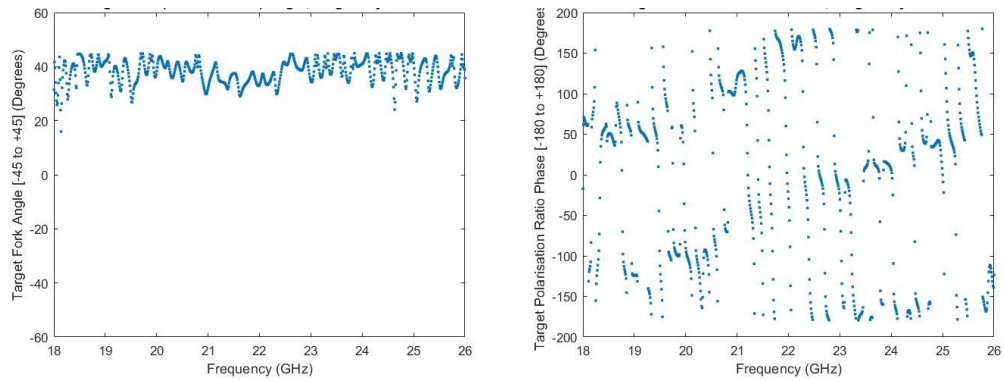 Target Fork Angle [-45 to +45] (Degrees)
60
40
20
0
-20
-40
-60
18 19 20 21 22 23 24 25 26
Frequency (GHz)
Target Polarisation Ratio Phase [-180 to +180] (Degrees
200
150
100
50
0
-50
-100
-150
-200
18 19 20 21 22 23 24 25 26
Frequency (GHz)